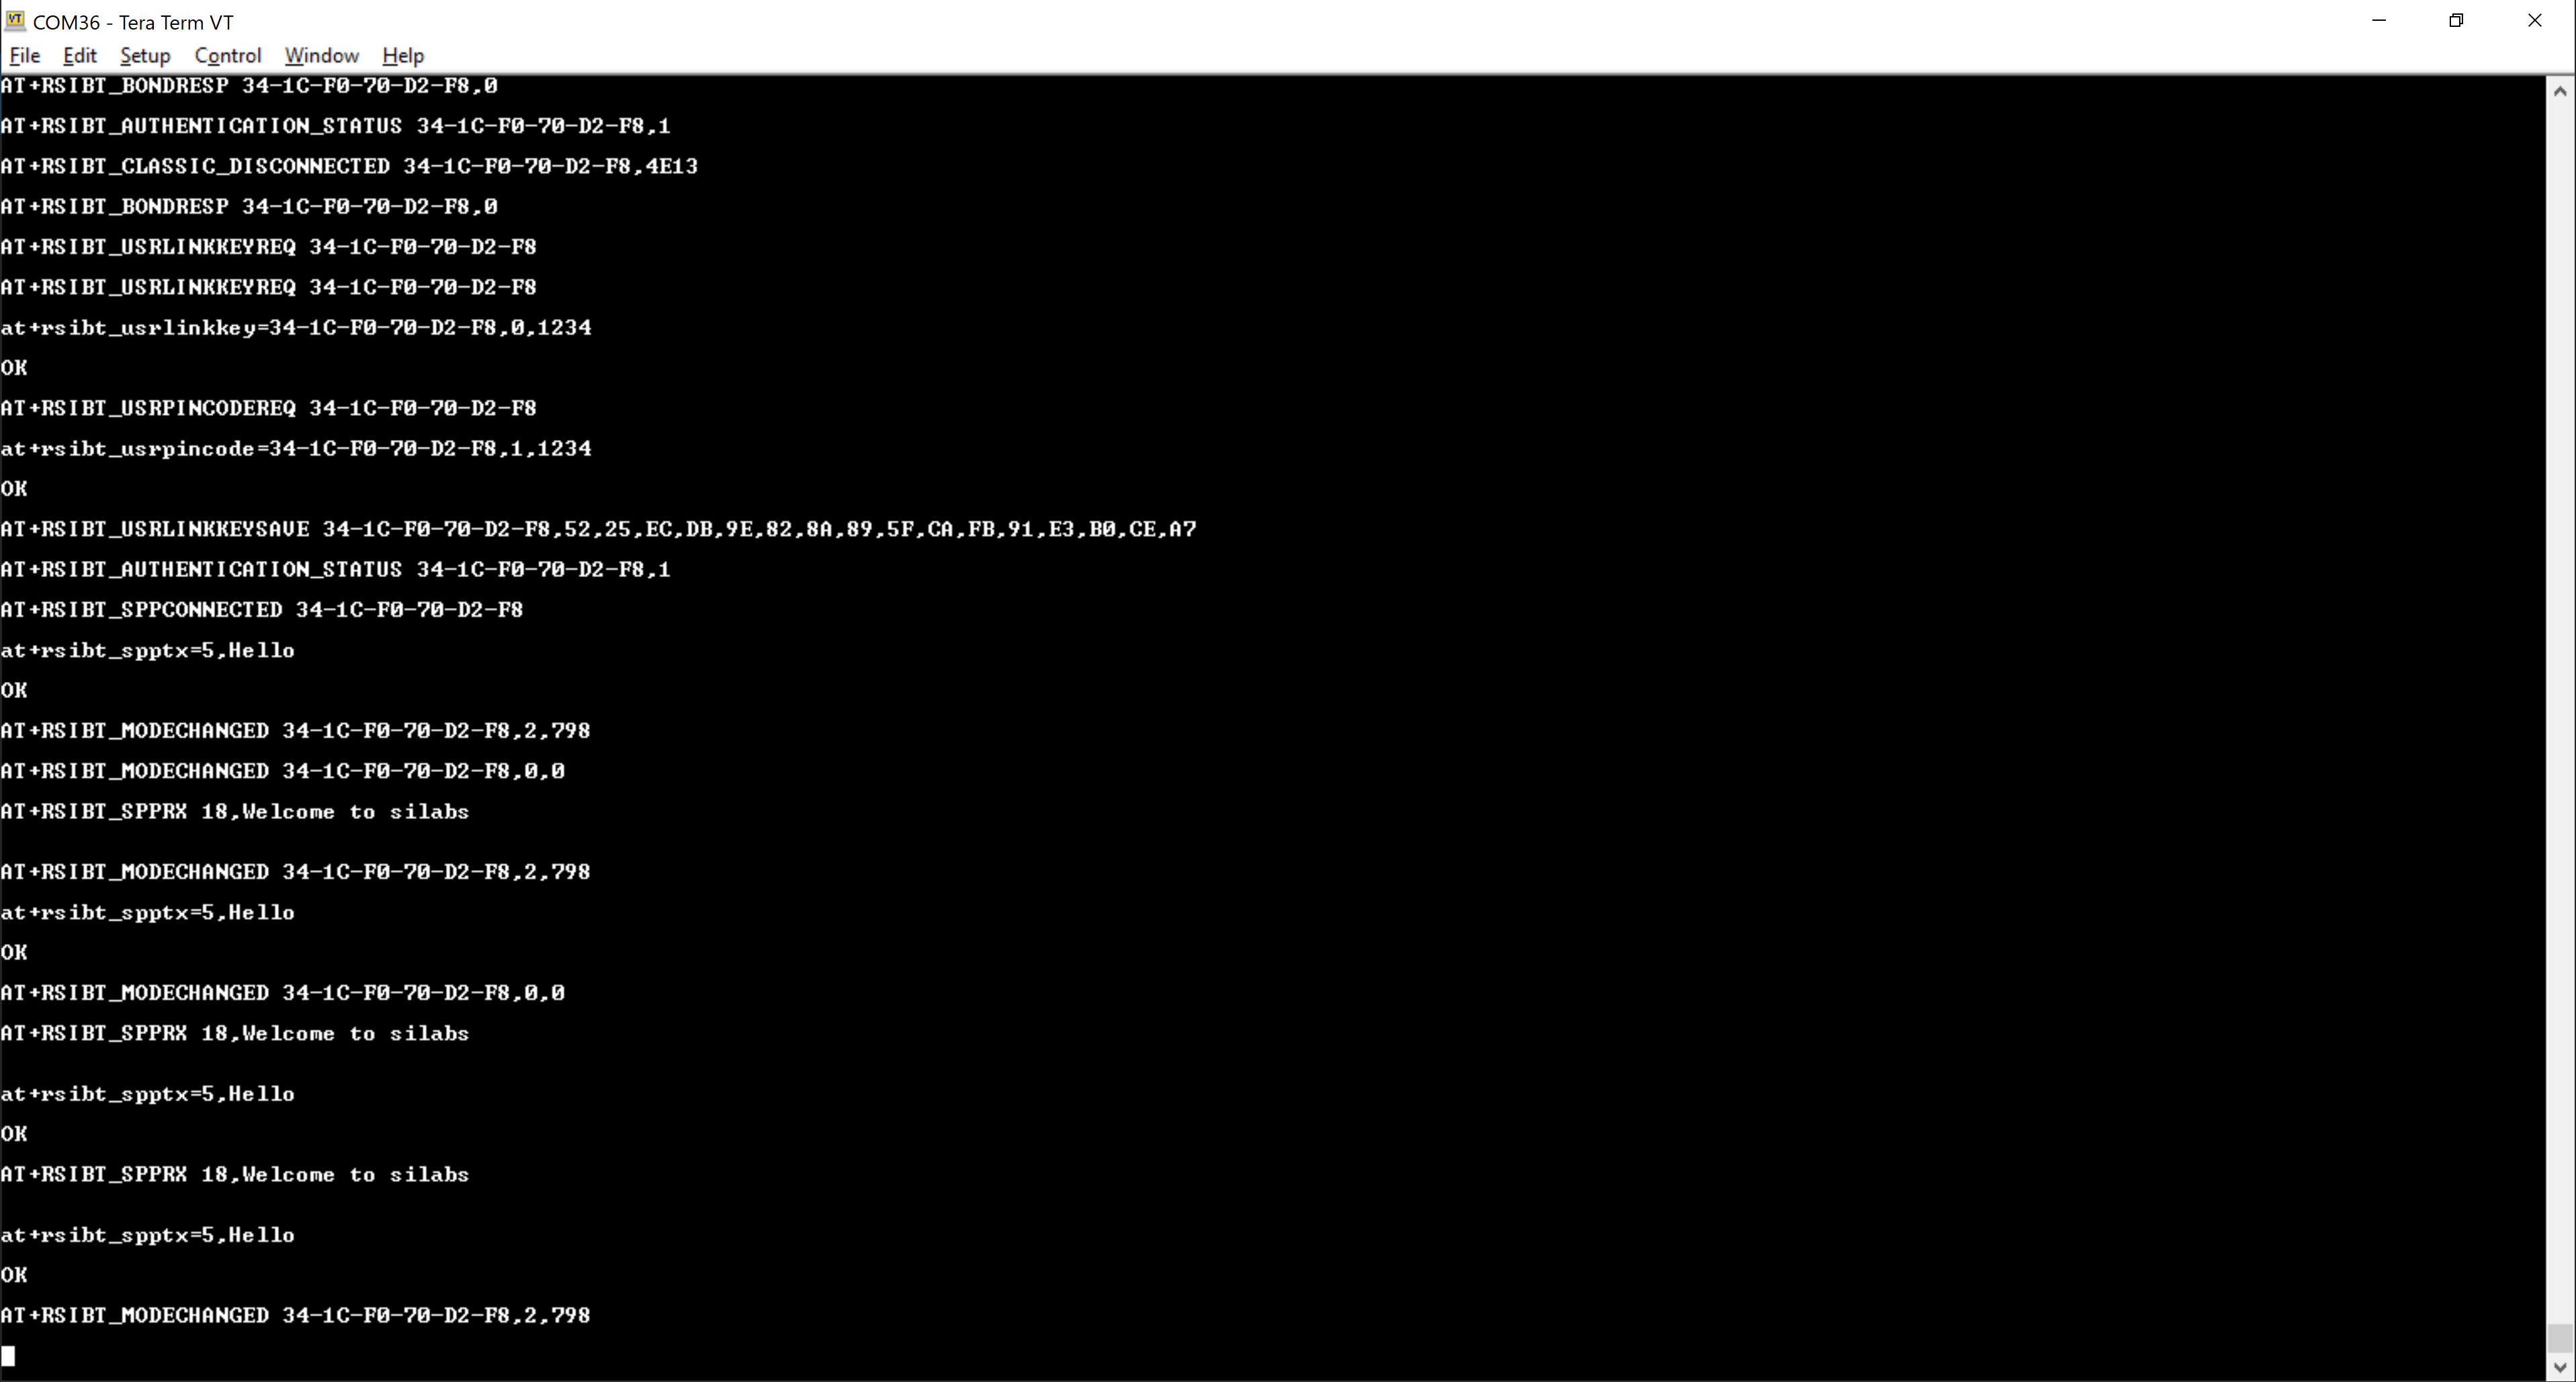 COM36 - Tera Term VT
File Edit Setup Control Window Help
AT+RSIBT_BONDRESP 34-1C-F0-70-D2-F8,0
AT+RSIBT_AUTHENTICATION_STATUS 34-1C-F0-70-D2-F8,1
AT+RSIBT_CLASSIC_DISCONNECTED 34-1C-F0-70-D2-F8,4E13
AT+RSIBT_BONDRESP 34-1C-F0-70-D2-F8,0
AT+RSIBT_USRLINKKEYREQ 34-1C-F0-70-D2-F8
AT+RSIBT_USRLINKKEYREQ 34-1C-F0-70-D2-F8
at+rsibt_usrlinkkey=34-1C-F0-70-D2-F8,0,1234
OK
AT+RSIBT_USRPINCODEREQ 34-1C-F0-70-D2-F8
at+rsibt_usrpincode=34-1C-F0-70-D2-F8,1,1234
OK
AT+RSIBT_USRLINKKEYSAVE 34-1C-F0-70-D2-F8,52,25,EC,DB,9E,82,8A,89,5F,CA,FB,91,E3,B0,CE,A7
AT+RSIBT_AUTHENTICATION_STATUS 34-1C-F0-70-D2-F8,1
AT+RSIBT_SPPCONNECTED 34-1C-F0-70-D2-F8
at+rsibt_spptx=5,Hello
OK
AT+RSIBT_MODECHANGED 34-1C-F0-70-D2-F8,2,798
AT+RSIBT_MODECHANGED 34-1C-F0-70-D2-F8,0,0
AT+RSIBT_SPPRX 18,Welcome to silabs
AT+RSIBT_MODECHANGED 34-1C-F0-70-D2-F8,2,798
at+rsibt_spptx=5,Hello
OK
AT+RSIBT_MODECHANGED 34-1C-F0-70-D2-F8,0,0
AT+RSIBT_SPPRX 18,Welcome to silabs
at+rsibt_spptx=5,Hello
OK
AT+RSIBT_SPPRX 18,Welcome to silabs
at+rsibt_spptx=5,Hello
OK
AT+RSIBT_MODECHANGED 34-1C-F0-70-D2-F8,2,798